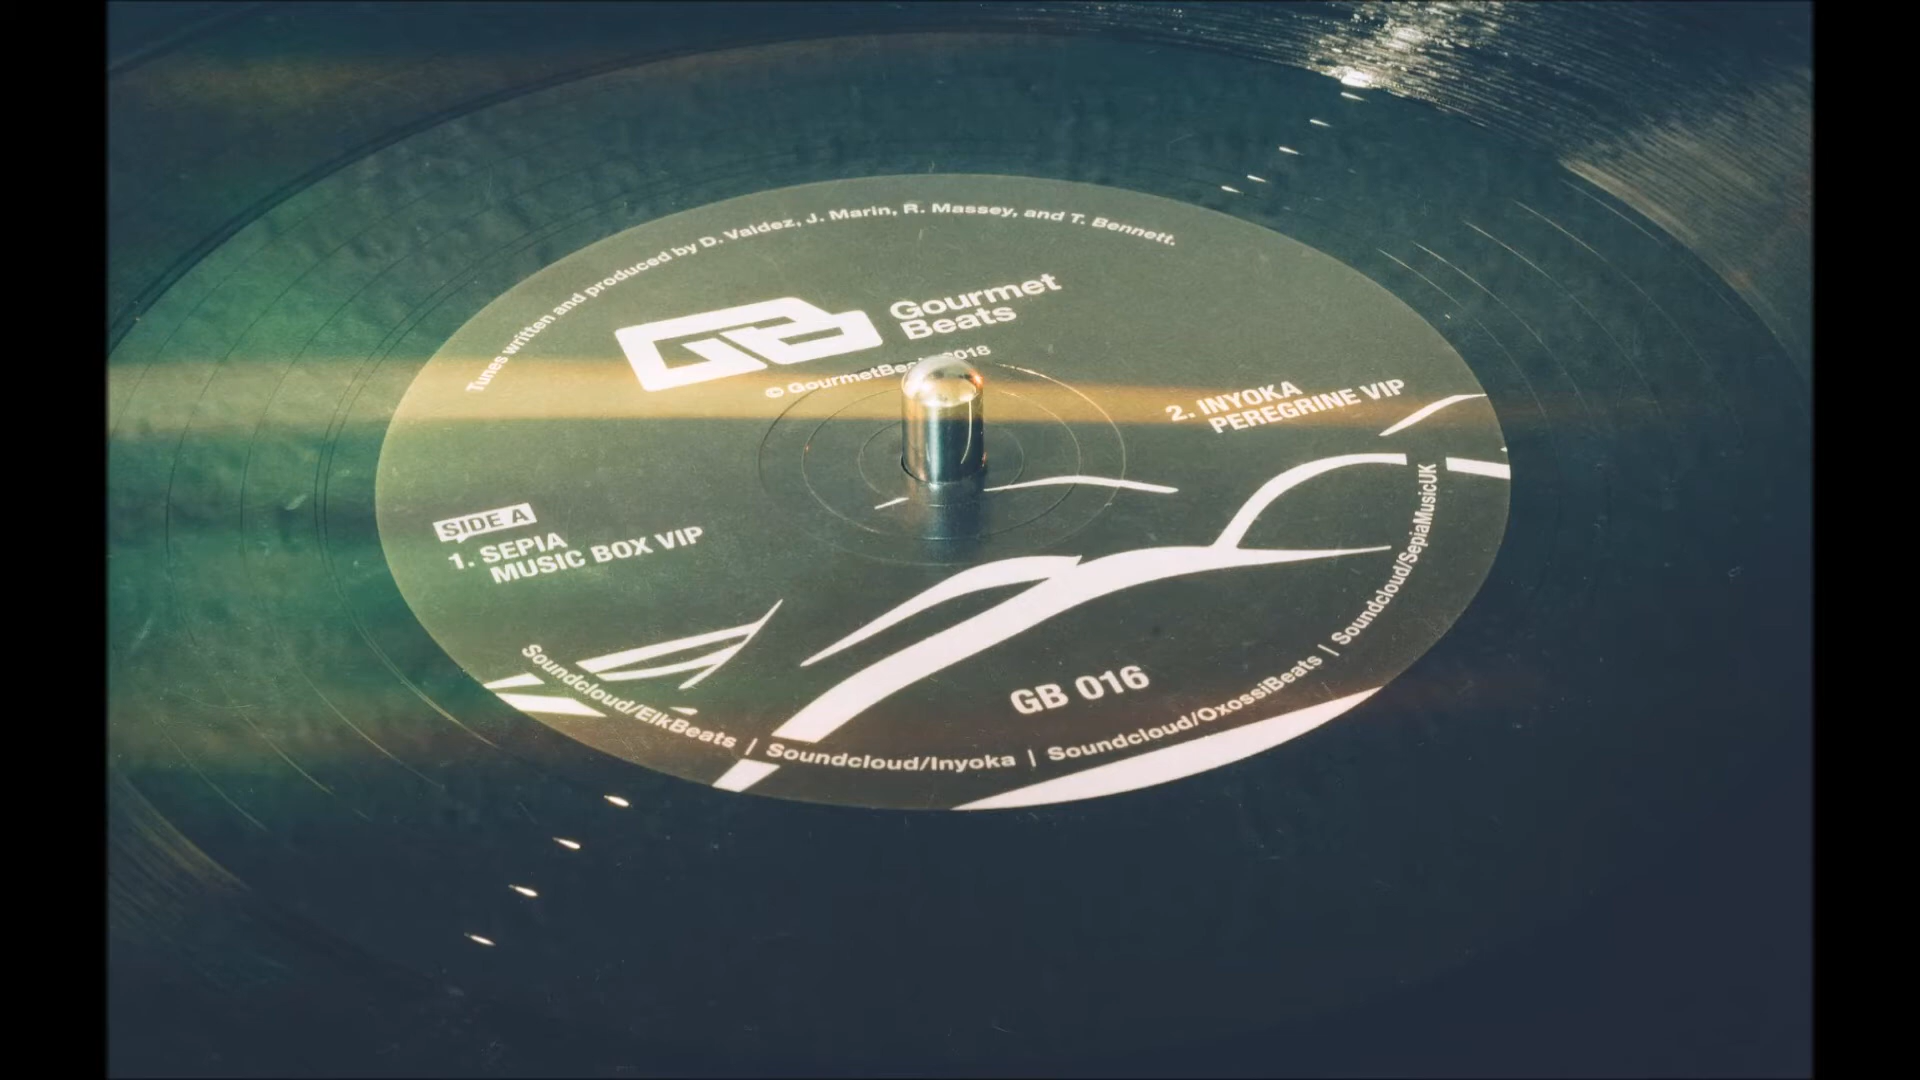 Tunes written and produced by D. Valdez, J. Marin, R. Massey, and T. Bennett.
GB
Gourmet
Beats
© 2018
2. INYOKA
PEREGRINE VIP
SIDE A
1. SEPIA
MUSIC BOX VIP
GB 016
Soundcloud/ElkBeats | Soundcloud/Inyoka | Soundcloud/OxossiBeats | Soundcloud/SepiaMusicUK